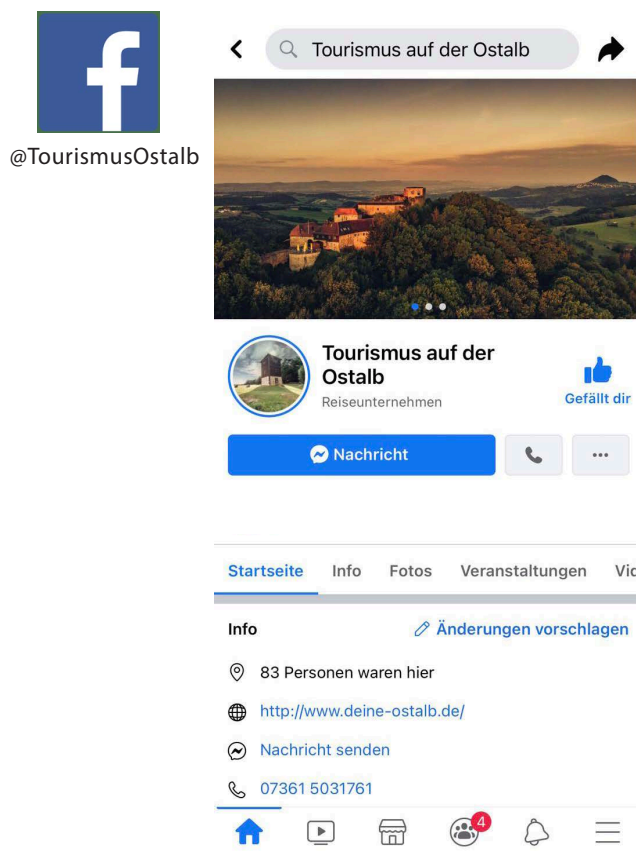 @TourismusOstalb
Tourismus auf der Ostalb
Tourismus auf der
Ostalb
Reiseunternehmen
Gefällt dir
Nachricht
Startseite Info Fotos Veranstaltungen Vid
Info Änderungen vorschlagen
83 Personen waren hier
http://www.deine-ostalb.de/
Nachricht senden
07361 5031761
4